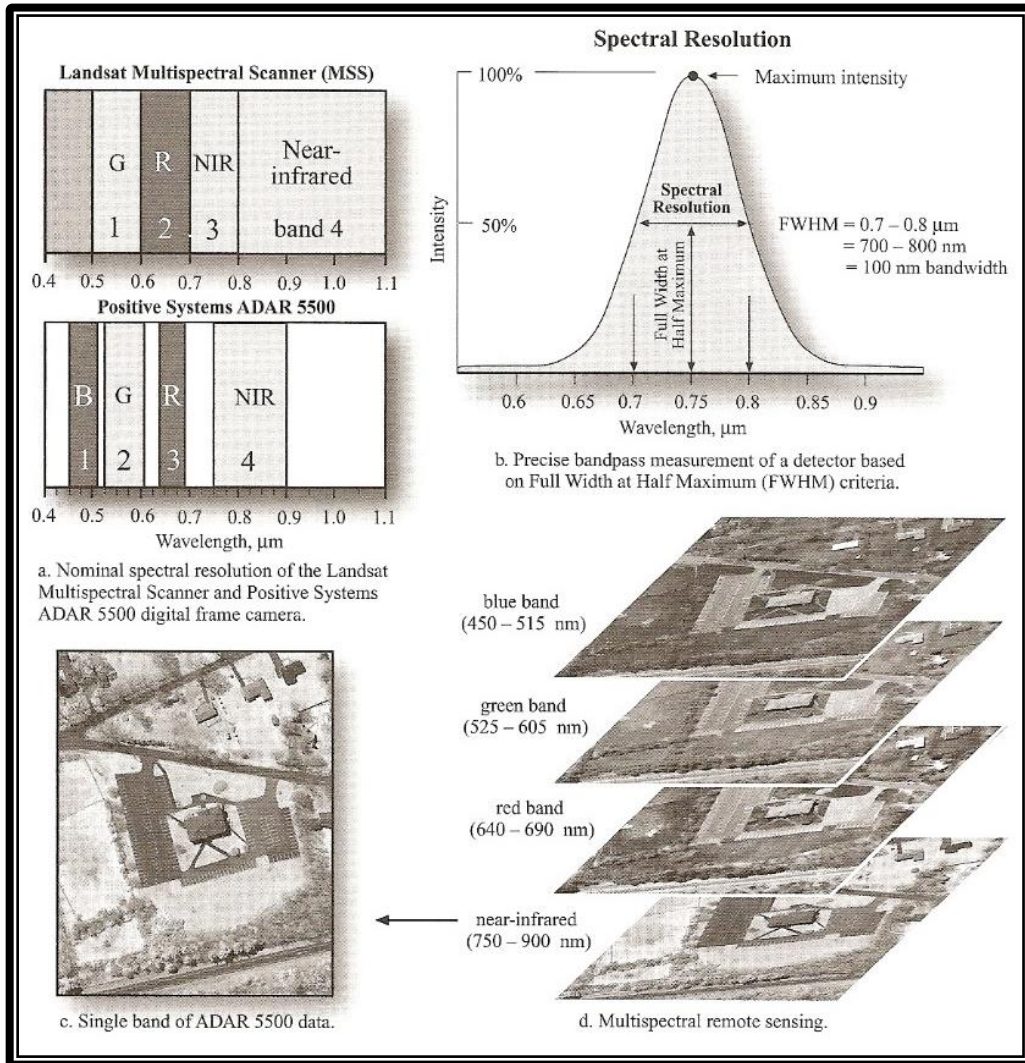 Spectral Resolution
Landsat Multispectral Scanner (MSS)
G R NIR Near-
infrared
1 2 3 band 4
0.4 0.5 0.6 0.7 0.8 0.9 1.0 1.1
Positive Systems ADAR 5500
B G R NIR
1 2 3 4
0.4 0.5 0.6 0.7 0.8 0.9 1.0 1.1
Wavelength, μm
a. Nominal spectral resolution of the Landsat
Multispectral Scanner and Positive Systems
ADAR 5500 digital frame camera.
100%
Maximum intensity
Intensity
Spectral
Resolution
50%
Full Width at
Half Maximum
FWHM = 0.7 – 0.8 μm
= 700 – 800 nm
= 100 nm bandwidth
0.6 0.65 0.7 0.75 0.8 0.85 0.9
Wavelength, μm
b. Precise bandpass measurement of a detector based
on Full Width at Half Maximum (FWHM) criteria.
c. Single band of ADAR 5500 data.
blue band
(450 – 515 nm)
green band
(525 – 605 nm)
red band
(640 – 690 nm)
near-infrared
(750 – 900 nm)
d. Multispectral remote sensing.